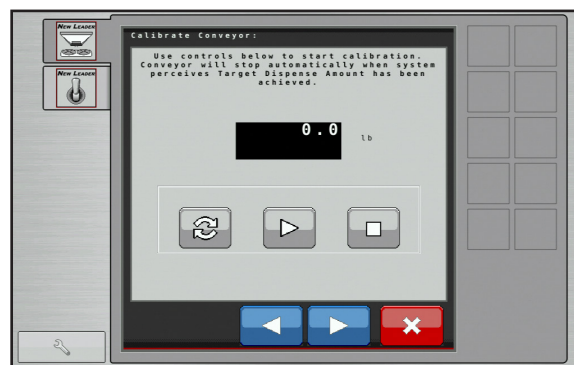 NEW LEADER
NEW LEADER
Calibrate Conveyor:
Use controls below to start calibration.
Conveyor will stop automatically when system
perceives Target Dispense Amount has been
achieved.
0.0 lb